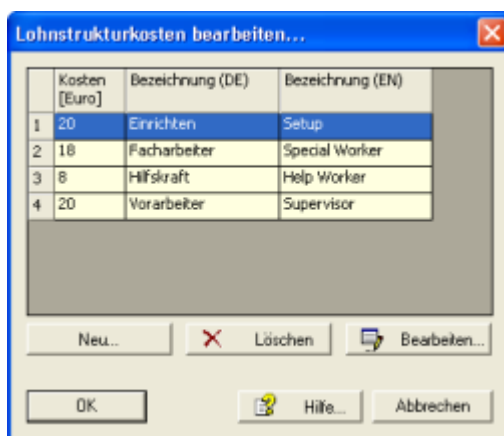 Lohnstrukturkosten bearbeiten...
Kosten [Euro] Bezeichnung (DE) Bezeichnung (EN)
1 20 Einrichten Setup
2 18 Facharbeiter Special Worker
3 8 Hilfskraft Help Worker
4 20 Vorarbeiter Supervisor
Neu... Löschen Bearbeiten...
OK Hilfe... Abbrechen